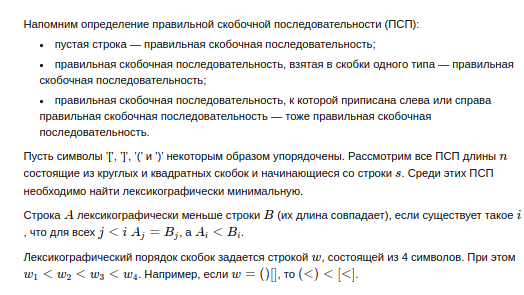 Напомним определение правильной скобочной последовательности (ПСП):
• пустая строка — правильная скобочная последовательность;
• правильная скобочная последовательность, взятая в скобки одного типа — правильная
скобочная последовательность;
• правильная скобочная последовательность, к которой приписана слева или справа
правильная скобочная последовательность — тоже правильная скобочная
последовательность.
Пусть символы '[', ']', '(' и ')' некоторым образом упорядочены. Рассмотрим все ПСП длины n
состоящие из круглых и квадратных скобок и начинающиеся со строки s. Среди этих ПСП
необходимо найти лексикографически минимальную.
Строка A лексикографически меньше строки B (их длина совпадает), если существует такое i
, что для всех j < i A_j = B_j, а A_i < B_i.
Лексикографический порядок скобок задается строкой w, состоящей из 4 символов. При этом
w_1 < w_2 < w_3 < w_4. Например, если w = ()[], то (<) < [<].